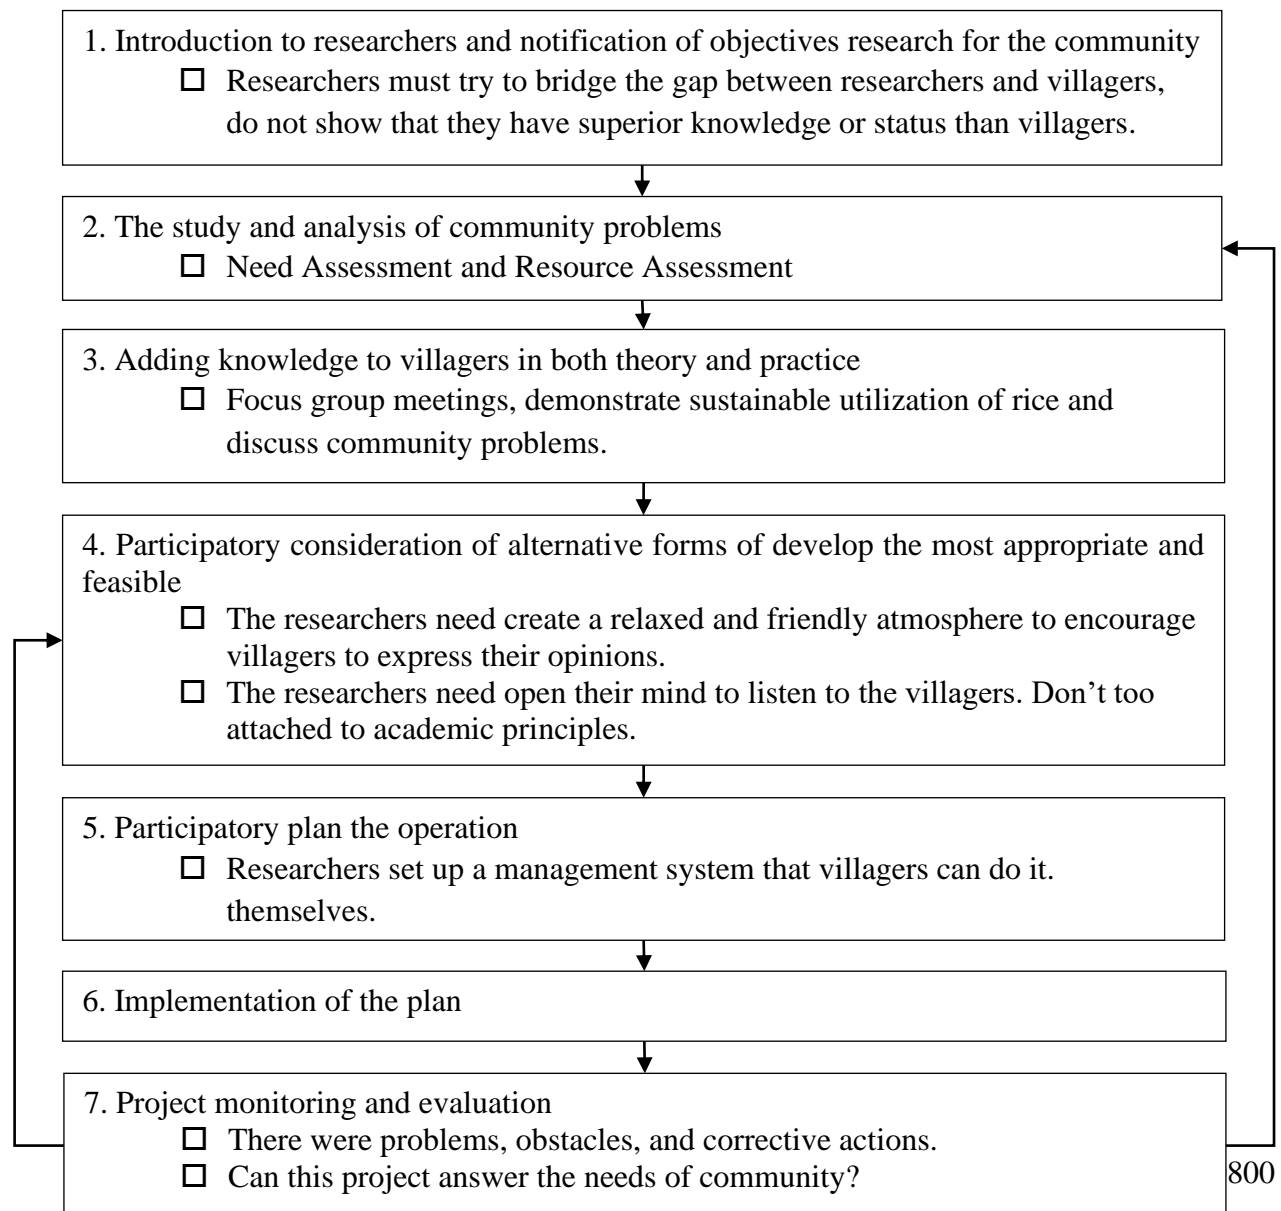 1. Introduction to researchers and notification of objectives research for the community
☐ Researchers must try to bridge the gap between researchers and villagers,
do not show that they have superior knowledge or status than villagers.
2. The study and analysis of community problems
☐ Need Assessment and Resource Assessment
3. Adding knowledge to villagers in both theory and practice
☐ Focus group meetings, demonstrate sustainable utilization of rice and
discuss community problems.
4. Participatory consideration of alternative forms of develop the most appropriate and
feasible
☐ The researchers need create a relaxed and friendly atmosphere to encourage
villagers to express their opinions.
☐ The researchers need open their mind to listen to the villagers. Don’t too
attached to academic principles.
5. Participatory plan the operation
☐ Researchers set up a management system that villagers can do it.
themselves.
6. Implementation of the plan
7. Project monitoring and evaluation
☐ There were problems, obstacles, and corrective actions.
☐ Can this project answer the needs of community?
800